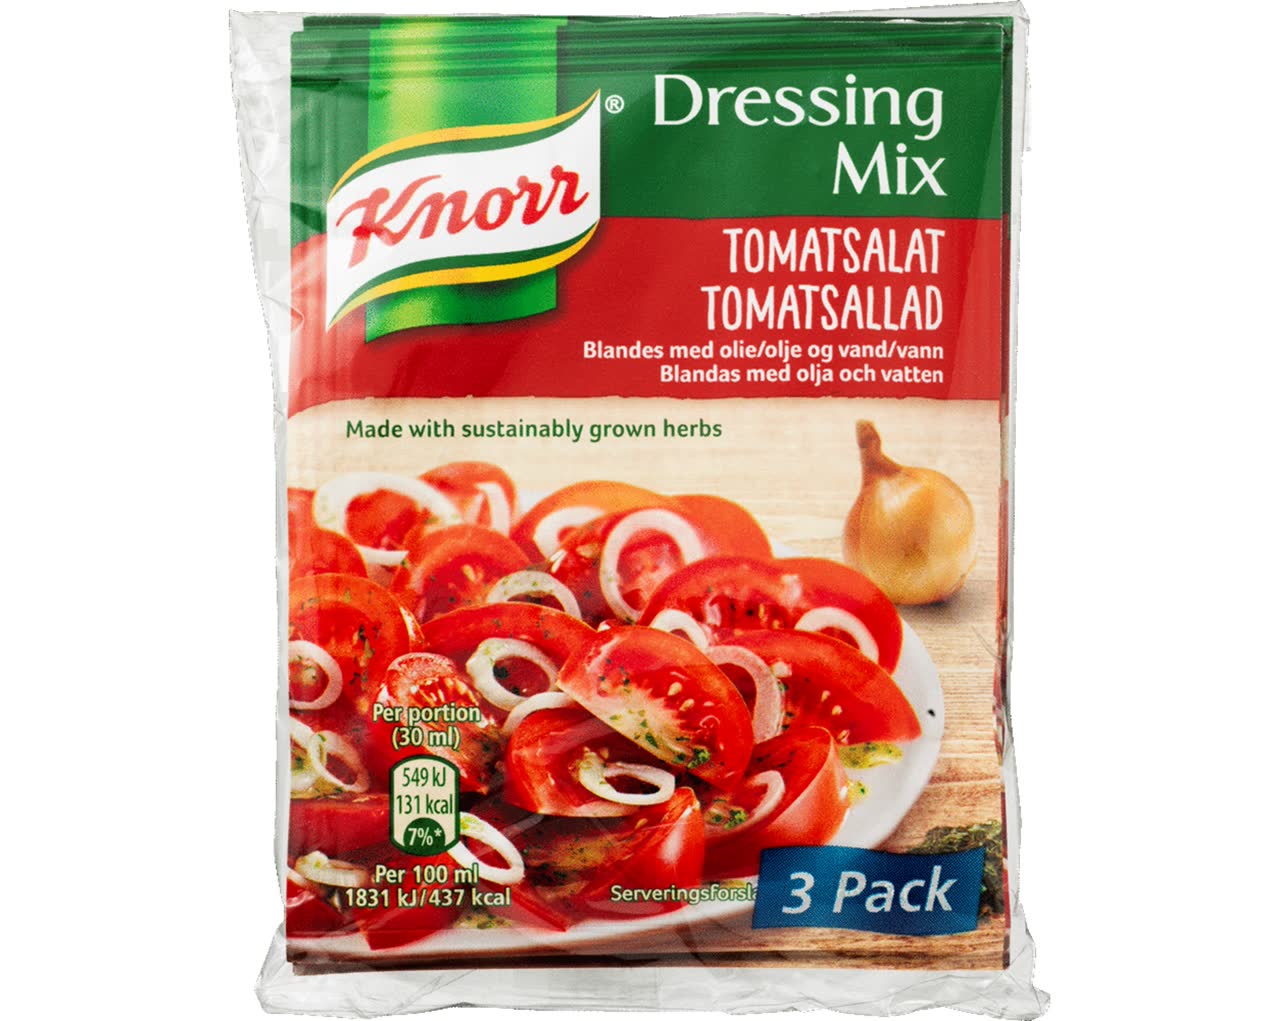 Knorr®
Dressing
Mix
TOMATSALAT
TOMATSALLAD
Blandes med olie/olje og vand/vann
Blandas med olja och vatten
Made with sustainably grown herbs
Per portion
(30 ml)
549 kJ
131 kcal
7%*
Per 100 ml
1831 kJ/437 kcal
3 Pack